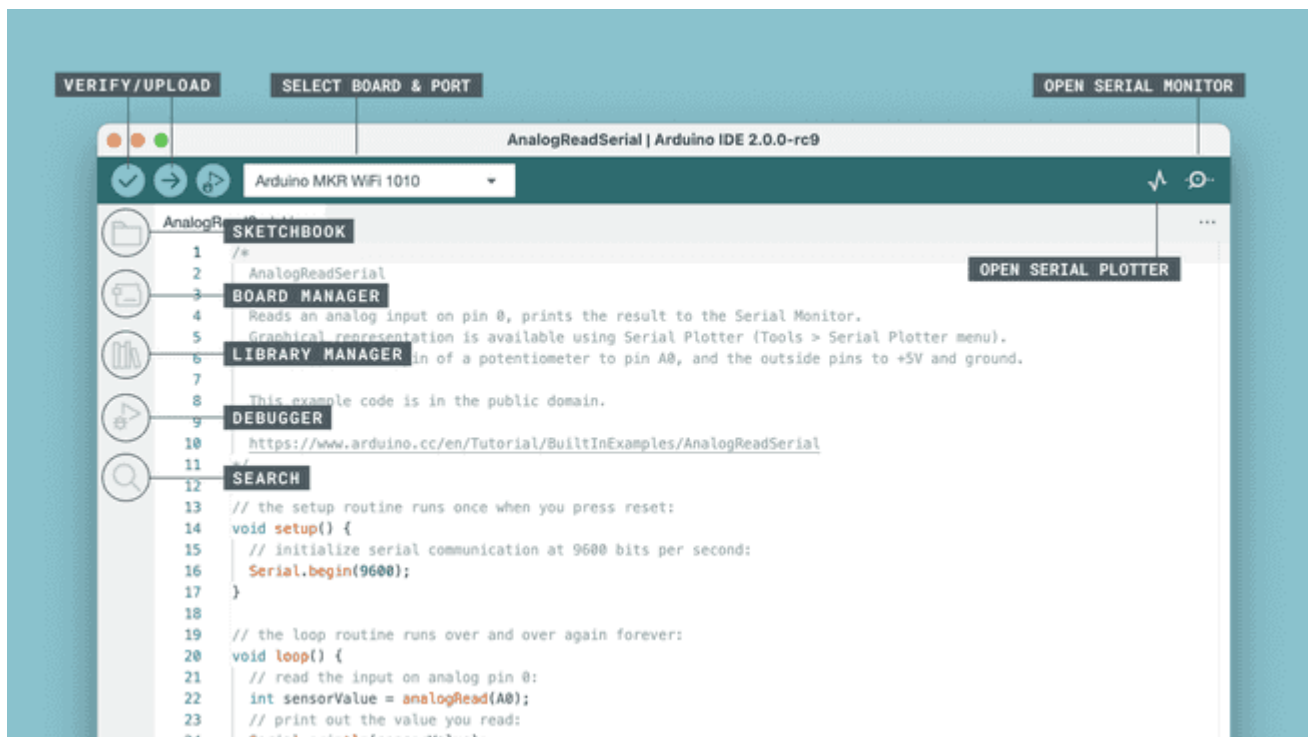 VERIFY/UPLOAD
SELECT BOARD & PORT
OPEN SERIAL MONITOR
AnalogReadSerial | Arduino IDE 2.0.0-rc9
Arduino MKR WiFi 1010
AnalogR
SKETCHBOOK
1 /*
2 AnalogReadSerial
OPEN SERIAL PLOTTER
3
BOARD MANAGER
4 Reads an analog input on pin 0, prints the result to the Serial Monitor.
5 Graphical representation is available using Serial Plotter (Tools > Serial Plotter menu).
LIBRARY MANAGER
6 of a potentiometer to pin A0, and the outside pins to +5V and ground.
7
8 This example code is in the public domain.
DEBUGGER
9
10 https://www.arduino.cc/en/Tutorial/BuiltInExamples/AnalogReadSerial
11 */
SEARCH
12
13 // the setup routine runs once when you press reset:
14 void setup() {
15 // initialize serial communication at 9600 bits per second:
16 Serial.begin(9600);
17 }
18
19 // the loop routine runs over and over again forever:
20 void loop() {
21 // read the input on analog pin 0:
22 int sensorValue = analogRead(A0);
23 // print out the value you read: